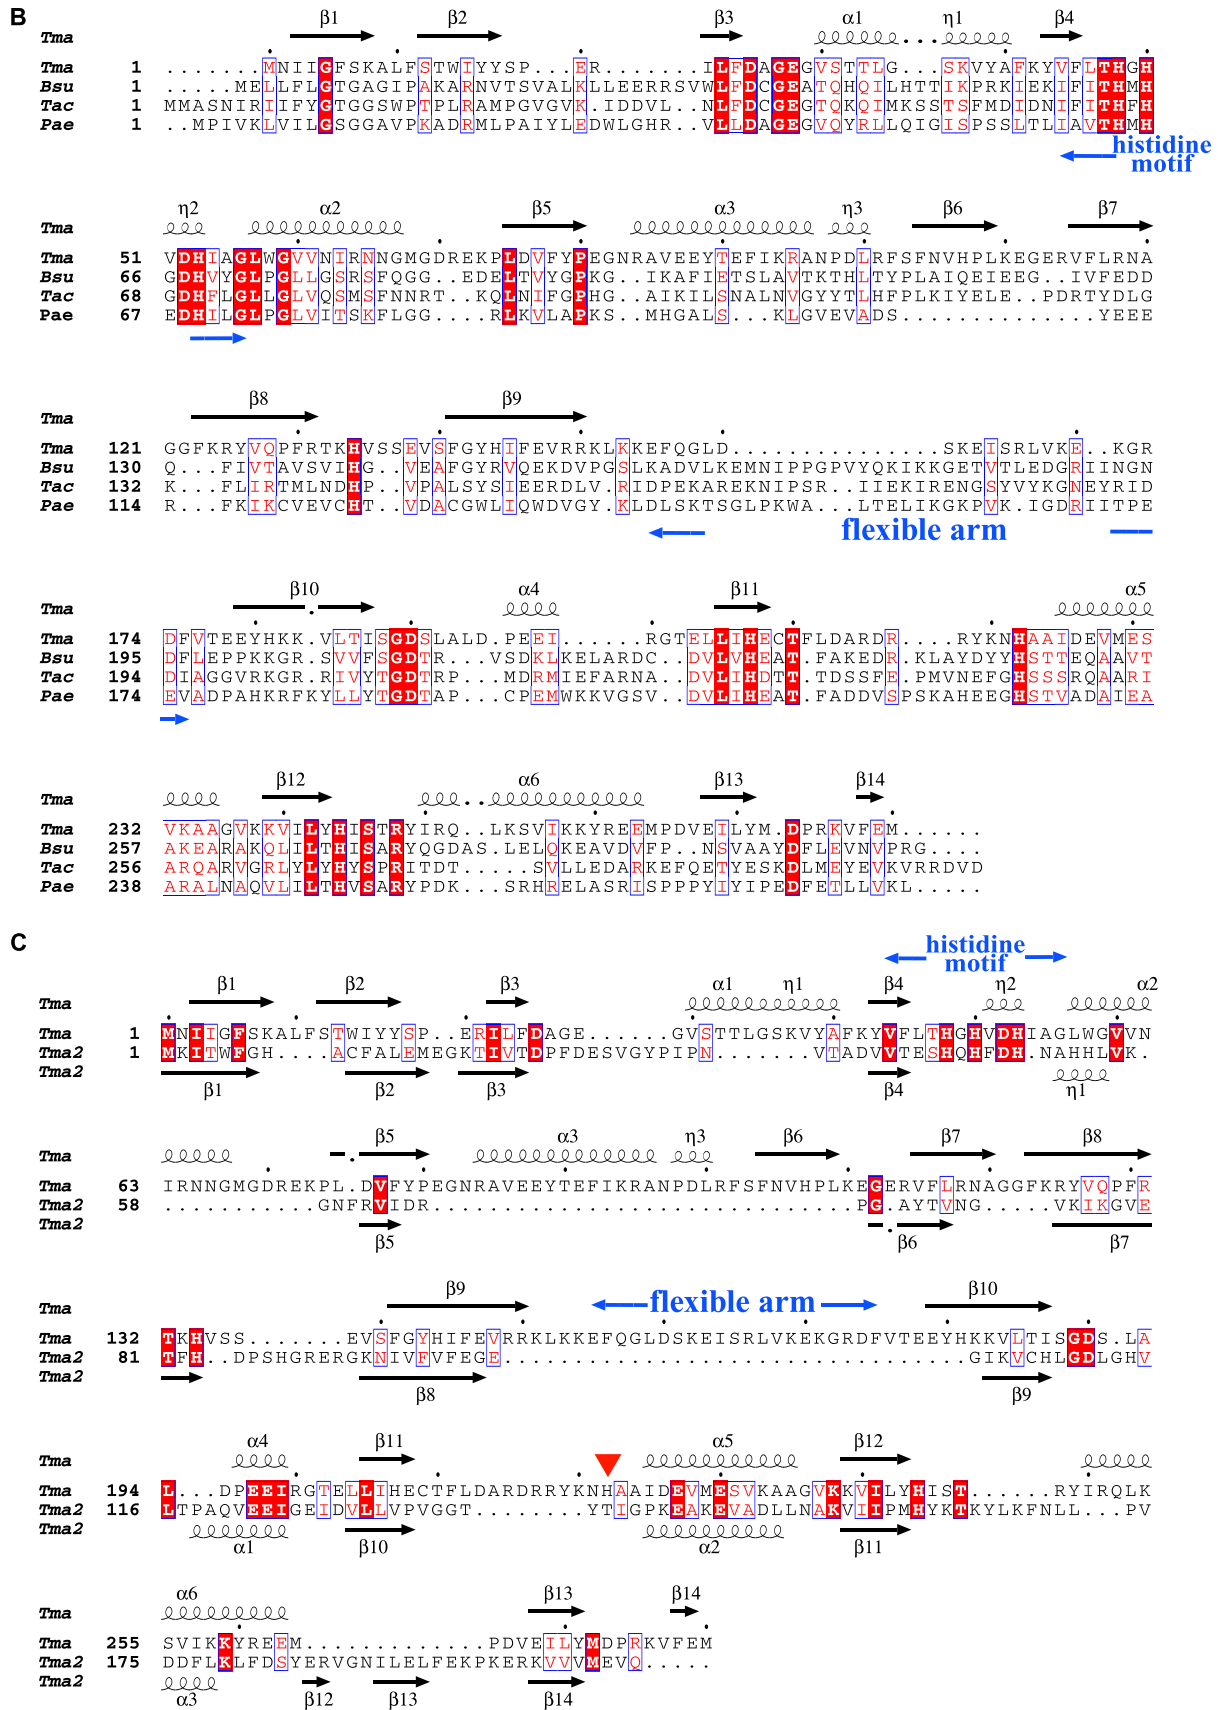 B
β1 β2 β3 α1 η1 β4
Tma
Tma 1 .......MNIIGFSKALFSTWIYYSP...ER.......ILFDAGEGVSTTLG...SKVYAFKYVFLTHGH
Bsu 1 .....MELLFLGTGAGIPAKARNVTSVALKLLEERRSVWLFDCGEATQHQILHTTIKPRKIEKIFITHMH
Tac 1 MMASNIRIIFYGTGGSWPTPLRAMPGVGVK.IDDVL..NLFDCGEGTQKQIMKSSTSFMDIDNIFITHFH
Pae 1 ..MPIVKLVILGSGGAVPKADRMLPAIYLEDWLGHR..VLLDAGEGVQYRLLQIGISPSSLTLIAVTHMH
histidine
motif
η2 α2 β5 α3 η3 β6 β7
Tma
Tma 51 VDHIAGLWGVVNIRNNGMGDREKPLDVFYPEGNRAVEEYTEFIKRANPDLRFSFNVHPLKEGERVFLRNA
Bsu 66 GDHVYGLPGLLGSRSFQGG..EDELTVYGPKG..IKAFIETSLAVTKTHLTYPLAIQEIEEG..IVFEDD
Tac 68 GDHFLGLLGLVQSMSFNNRT..KQLNIFGPHG..AIKILSNALNVGYYTLHFPLKIYELE..PDRTYDLG
Pae 67 EDHILGLPGLVITSKFLGG....RLKVLAPKS..MHGALS...KLGVEVADS..............YEEE
β8 β9
Tma
Tma 121 GGFKRYVQPFRTKHVSSEVSFGYHIFEVRRKLKKEFQGLD...............SKEISRLVKE..KGR
Bsu 130 Q...FIVTAVSVIHG..VEAFGYRVQEKDVPGSLKADVLKEMNIPPGPVYQKIKKGETVTLEDGRIINGN
Tac 132 K...FLIRTMLNDHP..VPALSYSIEERDLV.RIDPEKAREKNIPSR..IIEKIRENGSYVYKGNEYRID
Pae 114 R...FKIKCVEVCHT..VDACGWLIQWDVGY.KLDLSKTSGLPKWA...LTELIKGKPVK.IGDRIITPE
flexible arm
β10 α4 β11 α5
Tma
Tma 174 DFVTEEYHKK.VLTISGDSLALD.PEEI......RGTELLIHECTFLDARDR...RYKNHAAIDEVMES
Bsu 195 DFLEPPKKGR.SVVFSGDTR...VSDKLKELARDC..DVLVHEAT.FAKEDR.KLAYDYYHSTTEQAAVT
Tac 194 DIAGGVRKGR.RIVYTGDTRP...MDRMIEFARNA..DVLIHDTT.TDSSFE.PMVNEFGHSSSRQAARI
Pae 174 EVADPAHKRFKYLLYTGDTAP...CPEMWKKVGSV..DVLIHEAT.FADDVSPSKAHEEGHSTVADAIEA
β12 α6 β13 β14
Tma
Tma 232 VKAAGVKKVILYHISTRYIRQ..LKSVIKKYREEMPDVEILYM.DPRKVFEM......
Bsu 257 AKEARAKQLILTHISARYQGDAS.LELQKEAVDVFP..NSVAAYDFLEVNVPRG....
Tac 256 ARQARVGRLYLYHYSPRITDT.....SVLLEDARKEFQETYESKDLMEYEVKVRRDVD
Pae 238 ARALNAQVLILTHVSARYPDK...SRHRELASRISPPPYIYIPEDFETLLVKL.....
C
histidine
motif
β1 β2 β3 α1 η1 β4 η2 α2
Tma
Tma 1 MNIIGFSKALFSTWIYYSP..ERILFDAGE......GVSTTLGSKVYAFKYVFLTHGHVDHIAGLWGVVN
Tma2 1 MKITWFGH....ACFALEMEGKTIVTDPFDESVGYPIPN.......VTADVVTESHQHFDH.NAHHLVK.
Tma2
β1 β2 β3 β4 η1
β5 α3 η3 β6 β7 β8
Tma
Tma 63 IRNNGMGDREKPL.DVFYPEGNRAVEEYTEFIKRANPDLRFSFNVHPLKEGERVFLRNAGGFKRYVQPFR
Tma2 58 ...........GNFRVIDR..............................PG.AYTVNG.....VKIKGVE
Tma2
β5 β6 β7
β9 flexible arm β10
Tma
Tma 132 TKHVSS.......EVSFGYHIFEVRRKLKKEFQGLDSKEISRLVKEKGRDFVTEEYHKKVLTISGDS.LA
Tma2 81 TFH..DPSHGRERGKNIVFVFEGE.................................GIKVCHLGDLGHV
Tma2
β8 β9
α4 β11 α5 β12
Tma
Tma 194 L...DPEEIRGTELLIHECTFLDARDRRYKNHAAIDEVMESVKAAGVKKVILYHIST......RYIRQLK
Tma2 116 LTPAQVEEIGEIDVLLVPVGGT.......YTIGPKEAKEVADLLNAKVIIPMHYKTKYLKFNLL...PV
Tma2
α1 β10 α2 β11
α6 β13 β14
Tma
Tma 255 SVIKKYREEM.............PDVEILYMDPRKVFEM
Tma2 175 DDFLKLFDSYERVGNILELFEKPKERKVVVMEVQ.....
Tma2
α3 β12 β13 β14